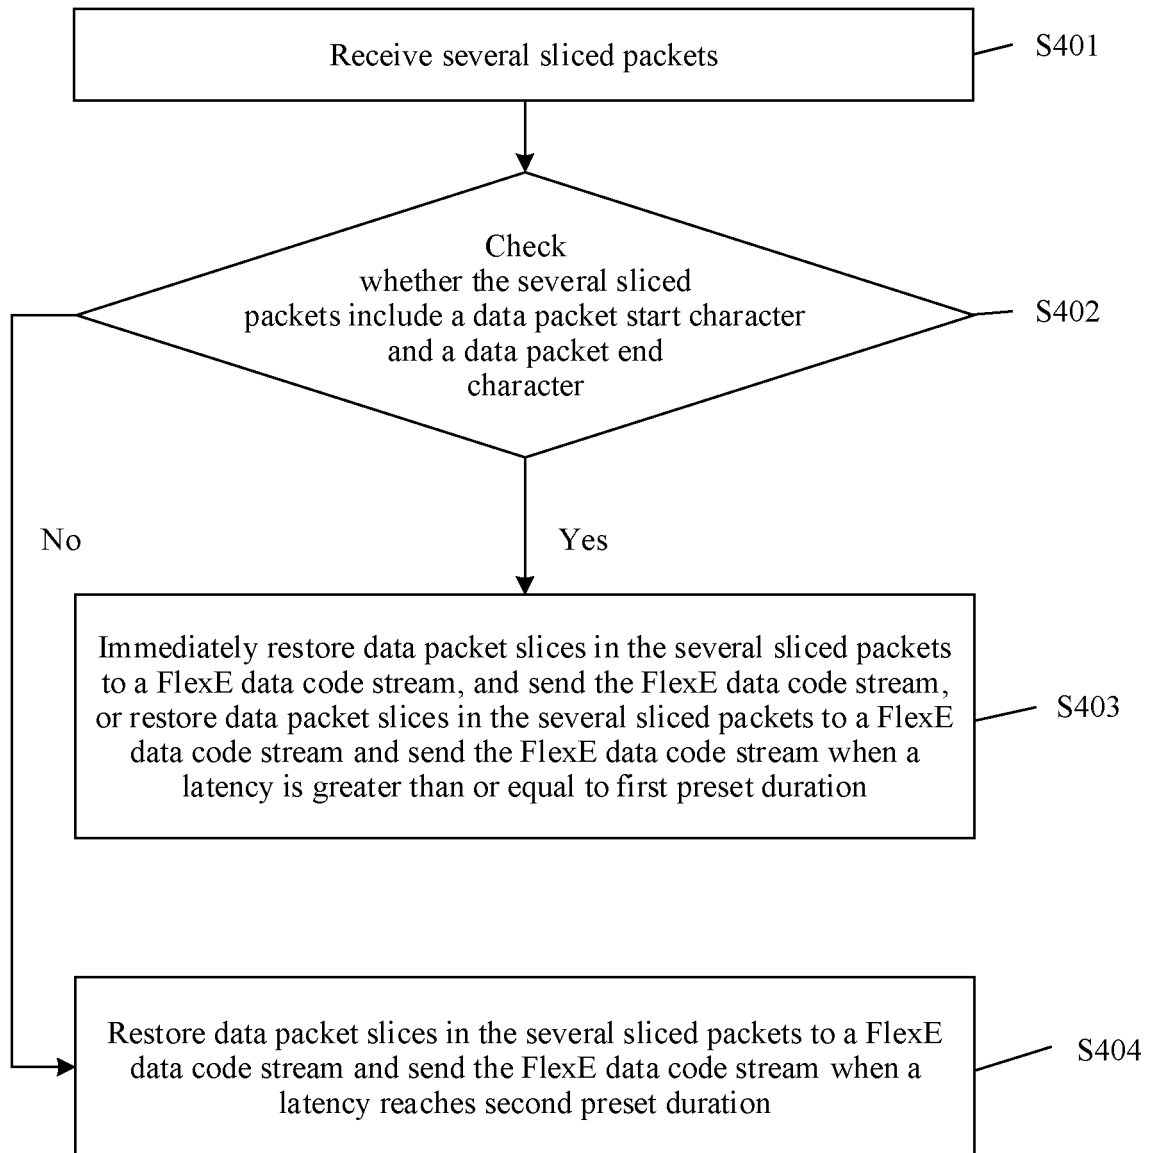 Receive several sliced packets
S401
Check
whether the several sliced
packets include a data packet start character
and a data packet end
character
S402
No
Yes
Immediately restore data packet slices in the several sliced packets
to a FlexE data code stream, and send the FlexE data code stream,
or restore data packet slices in the several sliced packets to a FlexE
data code stream and send the FlexE data code stream when a
latency is greater than or equal to first preset duration
S403
Restore data packet slices in the several sliced packets to a FlexE
data code stream and send the FlexE data code stream when a
latency reaches second preset duration
S404